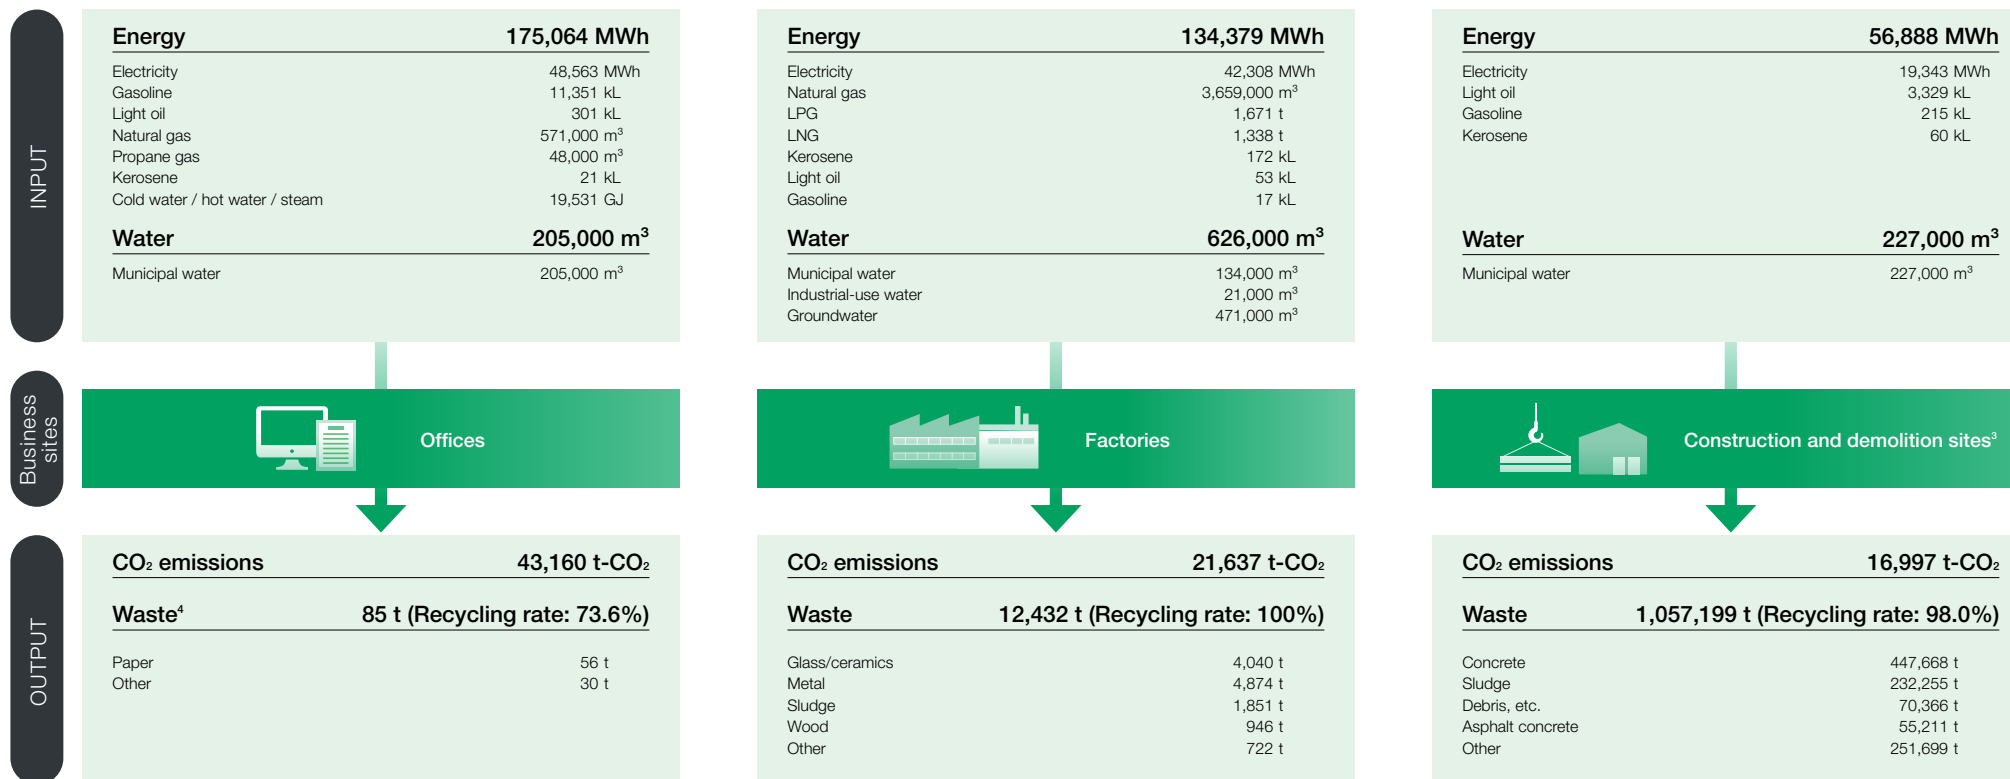 INPUT
Energy 175,064 MWh
Electricity 48,563 MWh
Gasoline 11,351 kL
Light oil 301 kL
Natural gas 571,000 m³
Propane gas 48,000 m³
Kerosene 21 kL
Cold water / hot water / steam 19,531 GJ
Water 205,000 m³
Municipal water 205,000 m³
Energy 134,379 MWh
Electricity 42,308 MWh
Natural gas 3,659,000 m³
LPG 1,671 t
LNG 1,338 t
Kerosene 172 kL
Light oil 53 kL
Gasoline 17 kL
Water 626,000 m³
Municipal water 134,000 m³
Industrial-use water 21,000 m³
Groundwater 471,000 m³
Energy 56,888 MWh
Electricity 19,343 MWh
Light oil 3,329 kL
Gasoline 215 kL
Kerosene 60 kL
Water 227,000 m³
Municipal water 227,000 m³
Business
sites
Offices
Factories
Construction and demolition sites³
OUTPUT
CO₂ emissions 43,160 t-CO₂
Waste⁴ 85 t (Recycling rate: 73.6%)
Paper 56 t
Other 30 t
CO₂ emissions 21,637 t-CO₂
Waste 12,432 t (Recycling rate: 100%)
Glass/ceramics 4,040 t
Metal 4,874 t
Sludge 1,851 t
Wood 946 t
Other 722 t
CO₂ emissions 16,997 t-CO₂
Waste 1,057,199 t (Recycling rate: 98.0%)
Concrete 447,668 t
Sludge 232,255 t
Debris, etc. 70,366 t
Asphalt concrete 55,211 t
Other 251,699 t